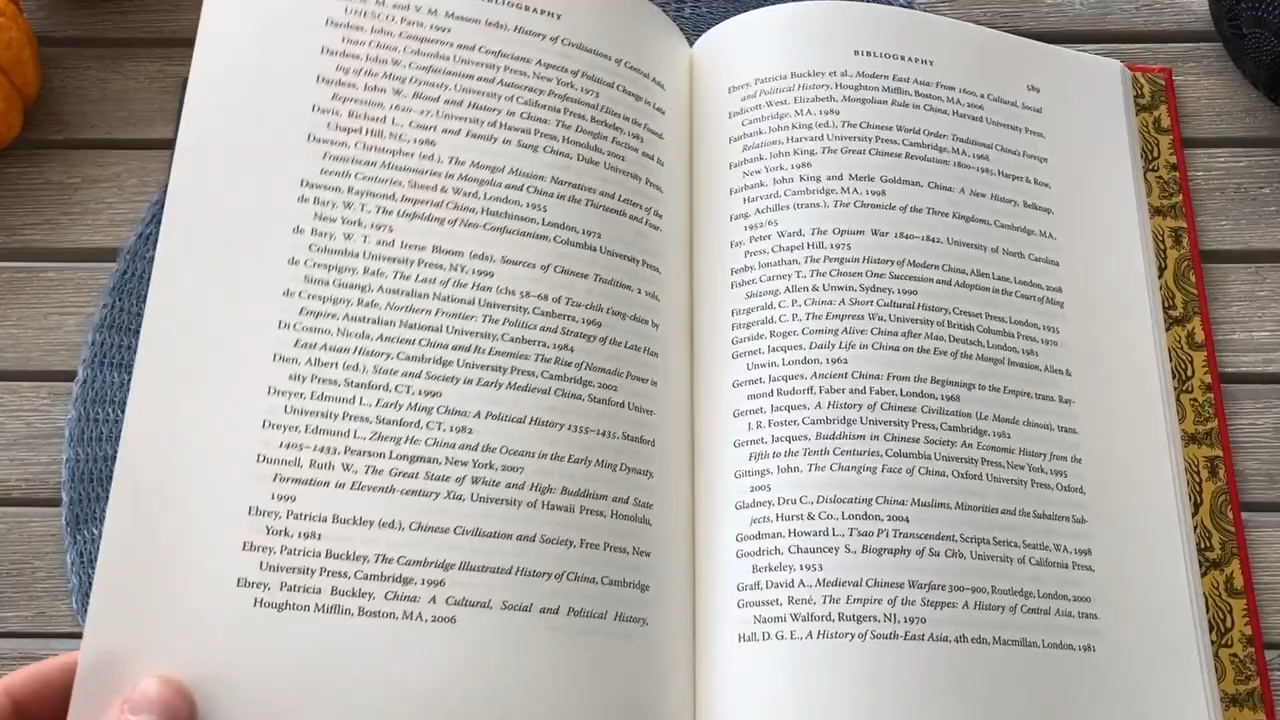 BIBLIOGRAPHY
M. and V. M. Masson (eds), History of Civilisations of Central Asia,
UNESCO, Paris, 1992
Dardess, John, Conquerors and Confucians: Aspects of Political Change in Late
Yuan China, Columbia University Press, New York, 1973
Dardess, John W., Confucianism and Autocracy: Professional Elites in the Found-
ing of the Ming Dynasty, University of California Press, Berkeley, 1983
Dardess, John W., Blood and History in China: The Donglin Faction and Its
Repression, 1620–27, University of Hawaii Press, Honolulu, 2002
Davis, Richard L., Court and Family in Sung China, Duke University Press,
Chapel Hill, NC, 1986
Dawson, Christopher (ed.), The Mongol Mission: Narratives and Letters of the
Franciscan Missionaries in Mongolia and China in the Thirteenth and Four-
teenth Centuries, Sheed & Ward, London, 1955
Dawson, Raymond, Imperial China, Hutchinson, London, 1972
de Bary, W. T., The Unfolding of Neo-Confucianism, Columbia University Press,
New York, 1975
de Bary, W. T. and Irene Bloom (eds), Sources of Chinese Tradition, 2 vols,
Columbia University Press, NY, 1999
de Crespigny, Rafe, The Last of the Han (chs 58–68 of Tzu-chih t'ung-chien by
Sima Guang), Australian National University, Canberra, 1969
de Crespigny, Rafe, Northern Frontier: The Politics and Strategy of the Late Han
Empire, Australian National University, Canberra, 1984
Di Cosmo, Nicola, Ancient China and Its Enemies: The Rise of Nomadic Power in
East Asian History, Cambridge University Press, Cambridge, 2002
Dien, Albert (ed.), State and Society in Early Medieval China, Stanford Univer-
sity Press, Stanford, CT, 1990
Dreyer, Edmund L., Early Ming China: A Political History 1355–1435, Stanford
University Press, Stanford, CT, 1982
Dreyer, Edmund L., Zheng He: China and the Oceans in the Early Ming Dynasty,
1405–1433, Pearson Longman, New York, 2007
Dunnell, Ruth W., The Great State of White and High: Buddhism and State
Formation in Eleventh-century Xia, University of Hawaii Press, Honolulu,
1999
Ebrey, Patricia Buckley (ed.), Chinese Civilisation and Society, Free Press, New
York, 1981
Ebrey, Patricia Buckley, The Cambridge Illustrated History of China, Cambridge
University Press, Cambridge, 1996
Ebrey, Patricia Buckley, China: A Cultural, Social and Political History,
Houghton Mifflin, Boston, MA, 2006
BIBLIOGRAPHY
589
Ebrey, Patricia Buckley et al., Modern East Asia: From 1600, a Cultural, Social
and Political History, Houghton Mifflin, Boston, MA, 2006
Endicott-West, Elizabeth, Mongolian Rule in China, Harvard University Press,
Cambridge, MA, 1989
Fairbank, John King (ed.), The Chinese World Order: Traditional China's Foreign
Relations, Harvard University Press, Cambridge, MA, 1968
Fairbank, John King, The Great Chinese Revolution: 1800–1985, Harper & Row,
New York, 1986
Fairbank, John King and Merle Goldman, China: A New History, Belknap,
Harvard, Cambridge, MA, 1998
Fang, Achilles (trans.), The Chronicle of the Three Kingdoms, Cambridge, MA,
1952/65
Fay, Peter Ward, The Opium War 1840–1842, University of North Carolina
Press, Chapel Hill, 1975
Fenby, Jonathan, The Penguin History of Modern China, Allen Lane, London, 2008
Fisher, Carney T., The Chosen One: Succession and Adoption in the Court of Ming
Shizong, Allen & Unwin, Sydney, 1990
Fitzgerald, C. P., China: A Short Cultural History, Cresset Press, London, 1935
Fitzgerald, C. P., The Empress Wu, University of British Columbia Press, 1970
Garside, Roger, Coming Alive: China after Mao, Deutsch, London, 1981
Gernet, Jacques, Daily Life in China on the Eve of the Mongol Invasion, Allen &
Unwin, London, 1962
Gernet, Jacques, Ancient China: From the Beginnings to the Empire, trans. Ray-
mond Rudorff, Faber and Faber, London, 1968
Gernet, Jacques, A History of Chinese Civilization (Le Monde chinois), trans.
J. R. Foster, Cambridge University Press, Cambridge, 1982
Gernet, Jacques, Buddhism in Chinese Society: An Economic History from the
Fifth to the Tenth Centuries, Columbia University Press, New York, 1995
Gittings, John, The Changing Face of China, Oxford University Press, Oxford,
2005
Gladney, Dru C., Dislocating China: Muslims, Minorities and the Subaltern Sub-
jects, Hurst & Co., London, 2004
Goodman, Howard L., Ts'ao P'i Transcendent, Scripta Serica, Seattle, WA, 1998
Goodrich, Chauncey S., Biography of Su Ch'o, University of California Press,
Berkeley, 1953
Graff, David A., Medieval Chinese Warfare 300–900, Routledge, London, 2000
Grousset, René, The Empire of the Steppes: A History of Central Asia, trans.
Naomi Walford, Rutgers, NJ, 1970
Hall, D. G. E., A History of South-East Asia, 4th edn, Macmillan, London, 1981